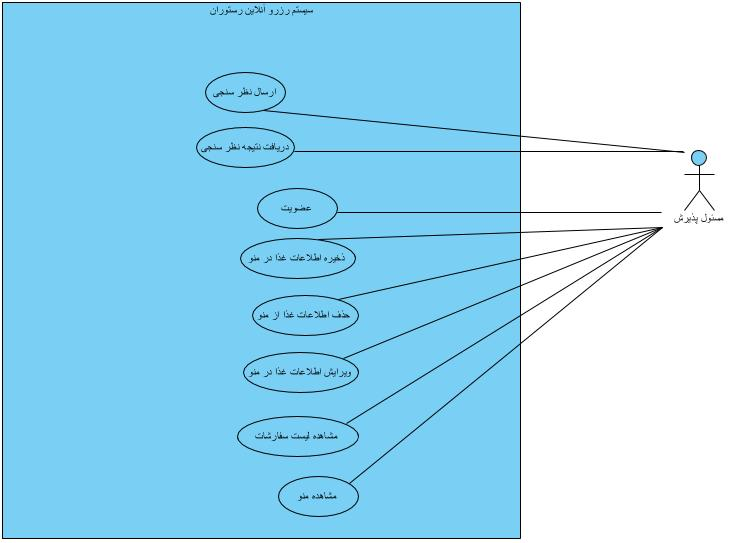 سیستم رزرو آنلاین رستوران
ارسال نظر سنجی
دریافت نتیجه نظر سنجی
عضویت
ذخیره اطلاعات غذا در منو
حذف اطلاعات غذا از منو
ویرایش اطلاعات غذا در منو
مشاهده لیست سفارشات
مشاهده منو
مسئول پذیرش